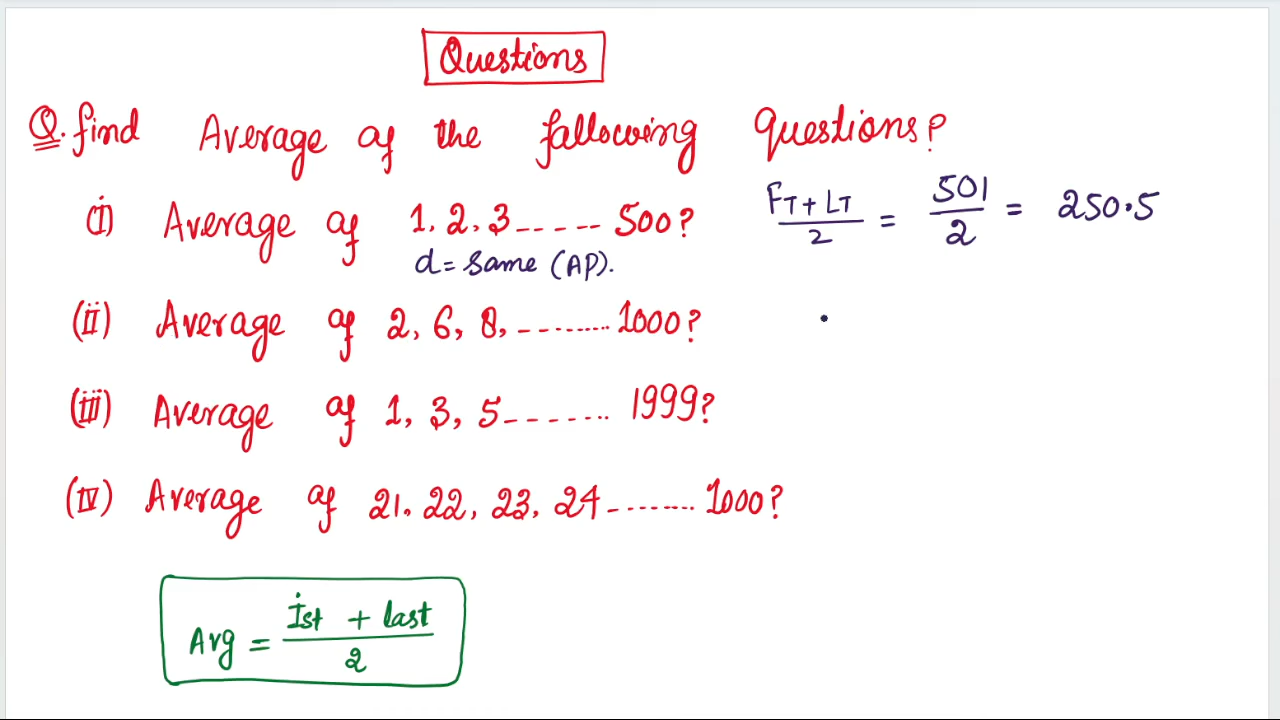 Questions
Q. find Average of the fallowing questions?
(i) Average of 1, 2, 3 ------ 500?
d = same (AP).
FT + LT / 2 = 501 / 2 = 250.5
(ii) Average of 2, 6, 8, -------- 1000?
(iii) Average of 1, 3, 5 ------- 1999?
(iv) Average of 21, 22, 23, 24 ------- 1000?
Avg = Ist + last / 2